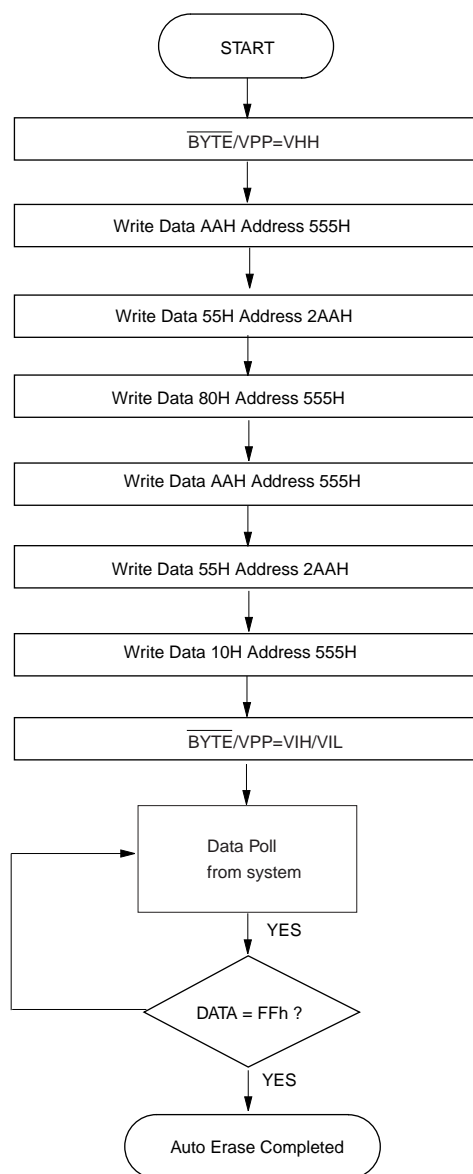 START
B̅Y̅T̅E̅/VPP=VHH
Write Data AAH Address 555H
Write Data 55H Address 2AAH
Write Data 80H Address 555H
Write Data AAH Address 555H
Write Data 55H Address 2AAH
Write Data 10H Address 555H
B̅Y̅T̅E̅/VPP=VIH/VIL
Data Poll
from system
YES
DATA = FFh ?
YES
Auto Erase Completed